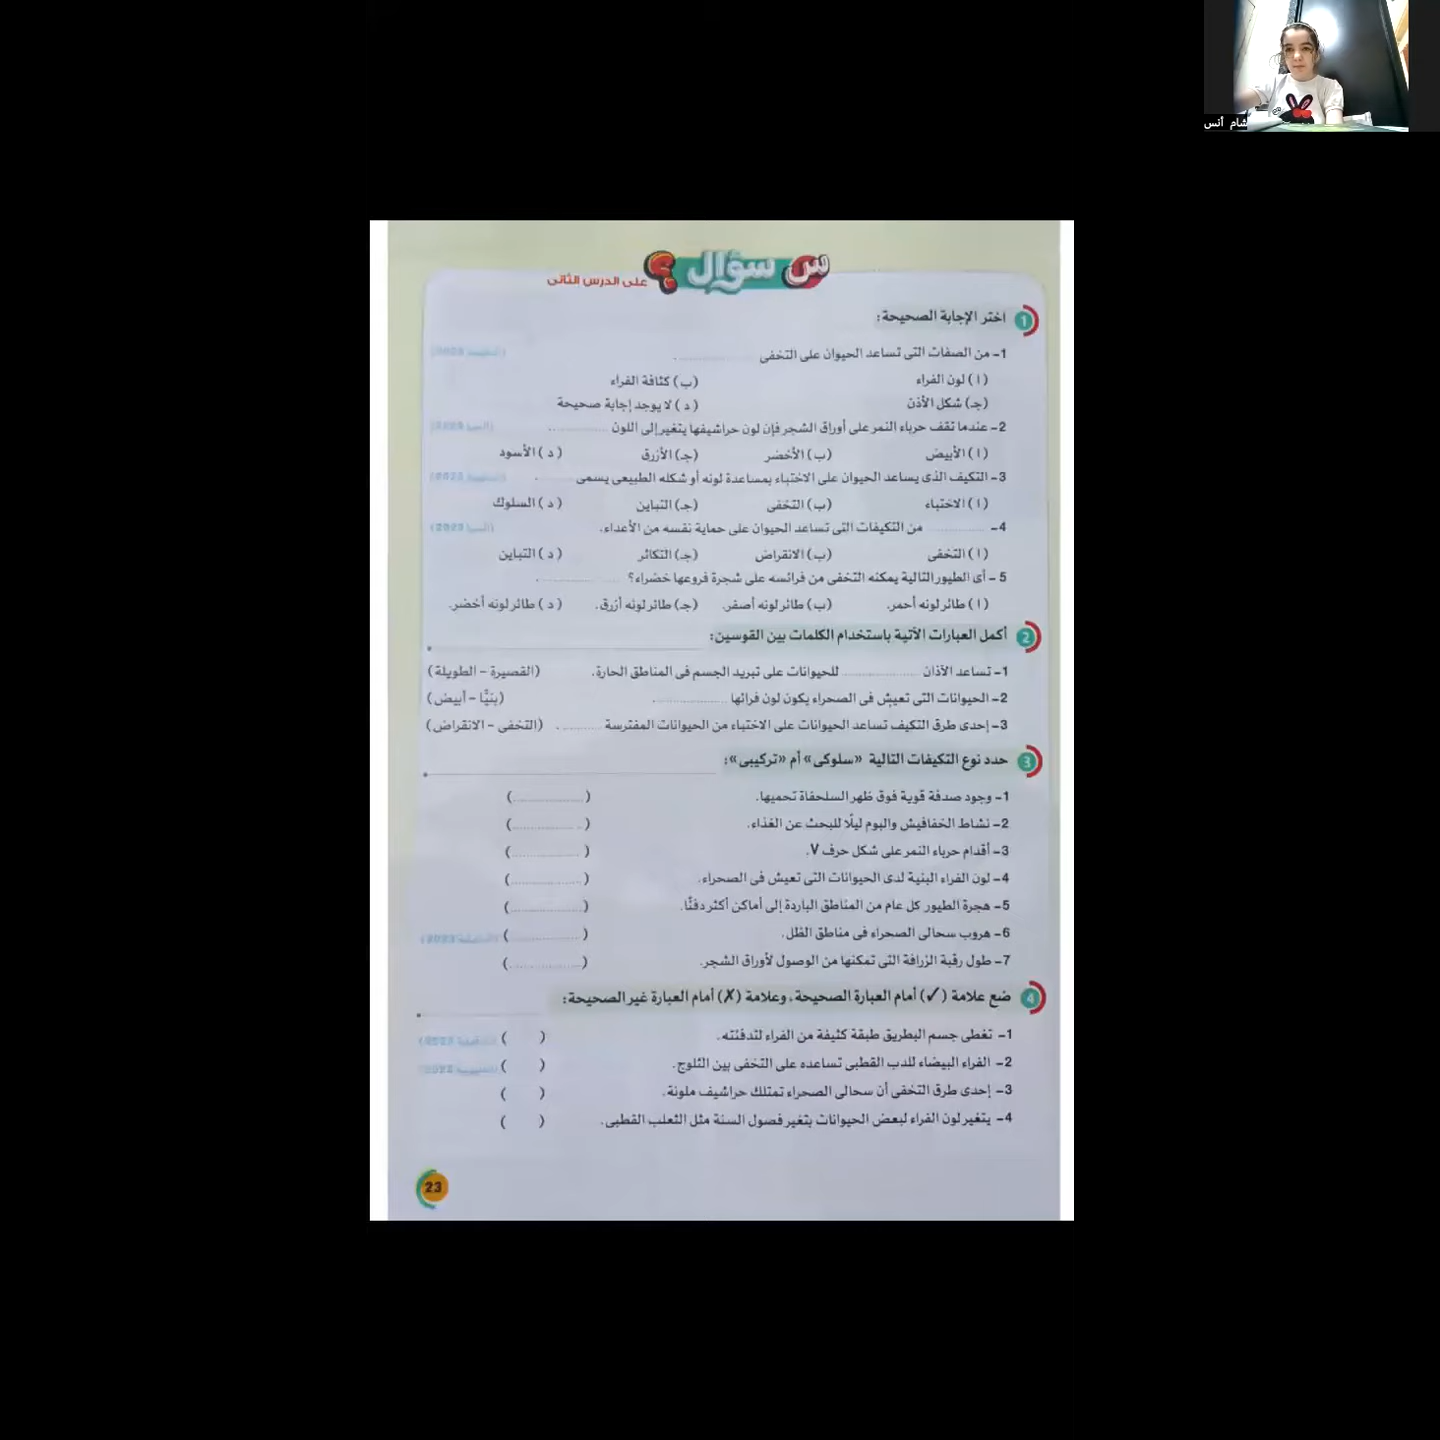 شام أنس
س سؤال ؟ على الدرس الثانى
1 اختر الإجابة الصحيحة:
1- من الصفات التى تساعد الحيوان على التخفى ............ .
(أ) لون الفراء (ب) كثافة الفراء
(جـ) شكل الأذن (د) لا يوجد إجابة صحيحة
2- عندما تقف حرباء النمر على أوراق الشجر فإن لون حراشيفها يتغير إلى اللون ............ .
(أ) الأبيض (ب) الأخضر (جـ) الأزرق (د) الأسود
3- التكيف الذى يساعد الحيوان على الاختباء بمساعدة لونه أو شكله الطبيعى يسمى ............ .
(أ) الاختباء (ب) التخفى (جـ) التباين (د) السلوك
4- ............ من التكيفات التى تساعد الحيوان على حماية نفسه من الأعداء.
(أ) التخفى (ب) الانقراض (جـ) التكاثر (د) التباين
5- أى الطيور التالية يمكنه التخفى من فرائسه على شجرة فروعها خضراء؟ ............ .
(أ) طائر لونه أحمر. (ب) طائر لونه أصفر. (جـ) طائر لونه أزرق. (د) طائر لونه أخضر.
2 أكمل العبارات الآتية باستخدام الكلمات بين القوسين:
1- تساعد الآذان ............ للحيوانات على تبريد الجسم فى المناطق الحارة. (القصيرة - الطويلة)
2- الحيوانات التى تعيش فى الصحراء يكون لون فرائها ............ . (بنيًّا - أبيض)
3- إحدى طرق التكيف تساعد الحيوانات على الاختباء من الحيوانات المفترسة ............ . (التخفى - الانقراض)
3 حدد نوع التكيفات التالية «سلوكى» أم «تركيبى»:
1- وجود صدفة قوية فوق ظهر السلحفاة تحميها. (............)
2- نشاط الخفافيش والبوم ليلًا للبحث عن الغذاء. (............)
3- أقدام حرباء النمر على شكل حرف V. (............)
4- لون الفراء البنية لدى الحيوانات التى تعيش فى الصحراء. (............)
5- هجرة الطيور كل عام من المناطق الباردة إلى أماكن أكثر دفئًا. (............)
6- هروب سحالى الصحراء فى مناطق الظل. (............)
7- طول رقبة الزرافة التى تمكنها من الوصول لأوراق الشجر. (............)
4 ضع علامة (✓) أمام العبارة الصحيحة، وعلامة (✗) أمام العبارة غير الصحيحة:
1- تغطى جسم البطريق طبقة كثيفة من الفراء لتدفئته. ( )
2- الفراء البيضاء للدب القطبى تساعده على التخفى بين الثلوج. ( )
3- إحدى طرق التخفى أن سحالى الصحراء تمتلك حراشيف ملونة. ( )
4- يتغير لون الفراء لبعض الحيوانات بتغير فصول السنة مثل الثعلب القطبى. ( )
23